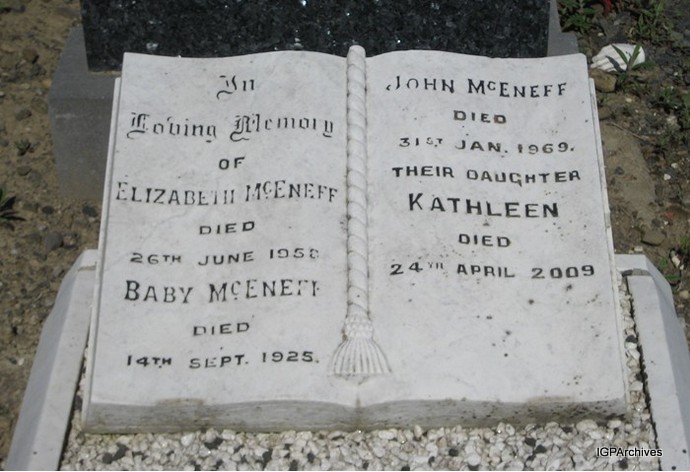 In
Loving Memory
OF
ELIZABETH McENEFF
DIED
26TH JUNE
BABY McENEFF
DIED
14TH SEPT. 1925.
JOHN McENEFF
DIED
31ST JAN. 1969.
THEIR DAUGHTER
KATHLEEN
DIED
24TH APRIL 2009
IGPArchives